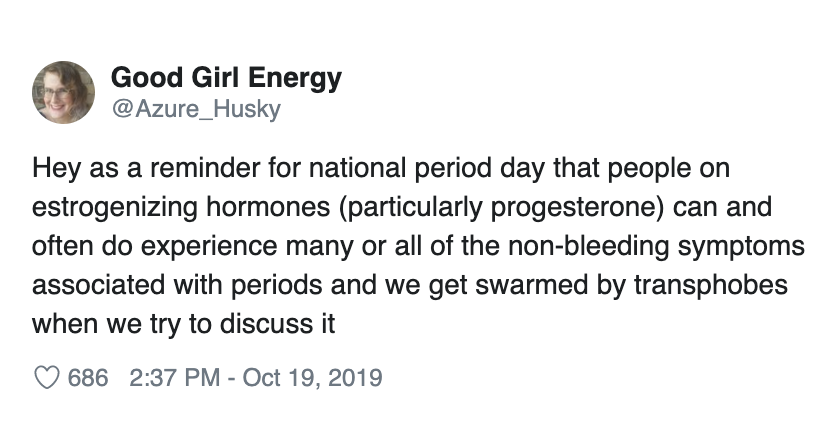 Good Girl Energy
@Azure_Husky
Hey as a reminder for national period day that people on
estrogenizing hormones (particularly progesterone) can and
often do experience many or all of the non-bleeding symptoms
associated with periods and we get swarmed by transphobes
when we try to discuss it
686 2:37 PM - Oct 19, 2019